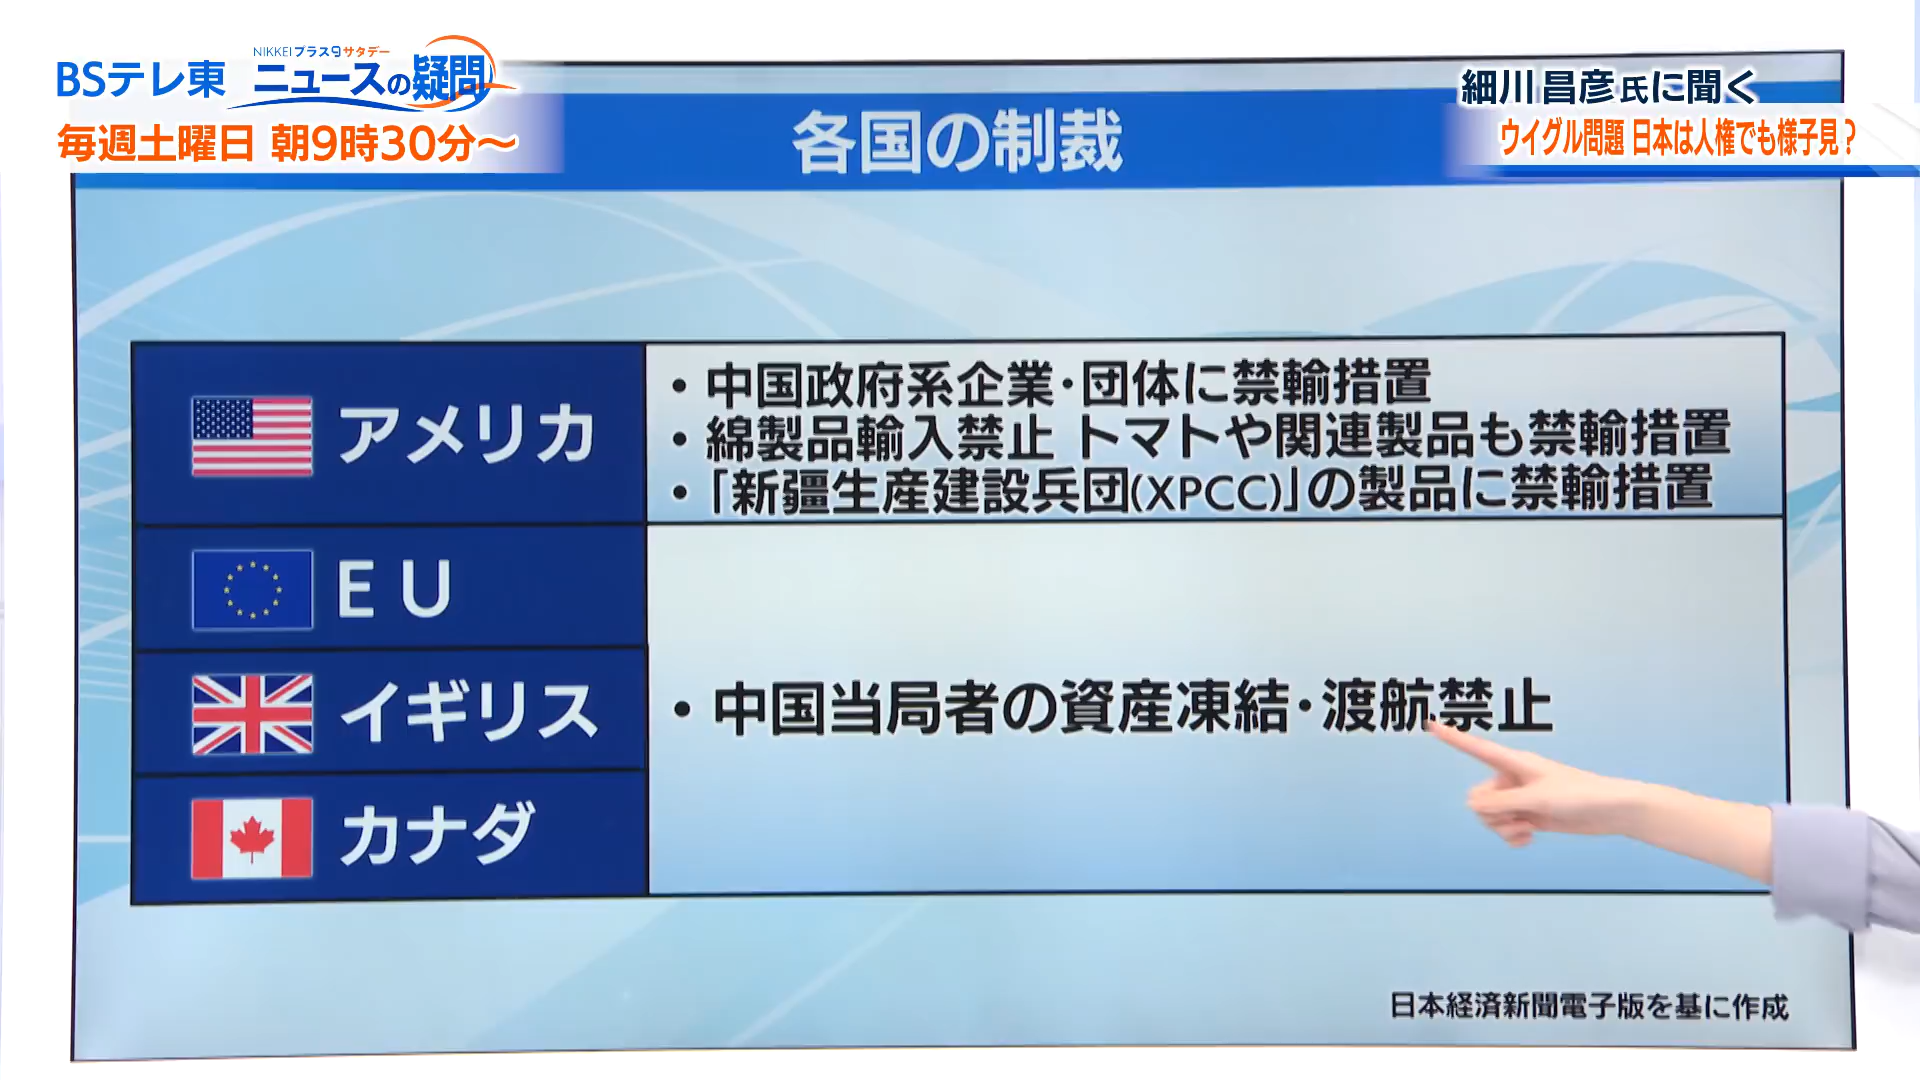 BSテレ東
NIKKEIプラス9サタデー
ニュースの疑問
毎週土曜日 朝9時30分～
細川 昌彦氏に聞く
ウイグル問題 日本は人権でも様子見？
各国の制裁
アメリカ
・中国政府系企業・団体に禁輸措置
・綿製品輸入禁止 トマトや関連製品も禁輸措置
・「新疆生産建設兵団(XPCC)」の製品に禁輸措置
ＥＵ
イギリス
カナダ
・中国当局者の資産凍結・渡航禁止
日本経済新聞電子版を基に作成